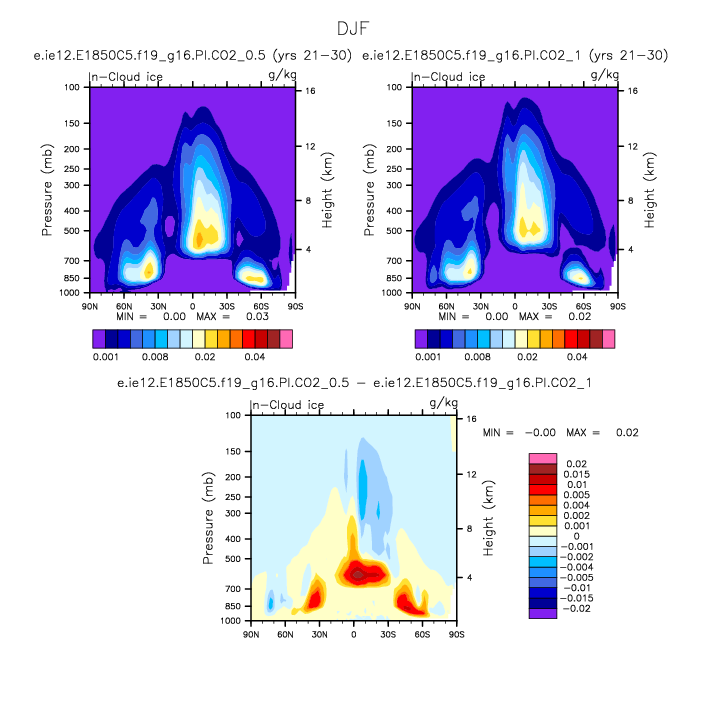 DJF
e.ie12.E1850C5.f19_g16.PI.CO2_0.5 (yrs 21-30) e.ie12.E1850C5.f19_g16.PI.CO2_1 (yrs 21-30)
In-Cloud ice g/kg In-Cloud ice g/kg
100 16 100 16
150 12 150 12
200 200
250 250
300 8 300 8
400 400
500 4 500 4
700 700
850 850
1000 1000
Pressure (mb) Height (km) Pressure (mb) Height (km)
90N 60N 30N 0 30S 60S 90S 90N 60N 30N 0 30S 60S 90S
MIN = 0.00 MAX = 0.03 MIN = 0.00 MAX = 0.02
0.001 0.008 0.02 0.04 0.001 0.008 0.02 0.04
e.ie12.E1850C5.f19_g16.PI.CO2_0.5 - e.ie12.E1850C5.f19_g16.PI.CO2_1
In-Cloud ice g/kg
100 16
150 12
200
250
300 8
400
500 4
700
850
1000
Pressure (mb) Height (km)
90N 60N 30N 0 30S 60S 90S
MIN = -0.00 MAX = 0.02
0.02
0.015
0.01
0.005
0.004
0.002
0.001
0
-0.001
-0.002
-0.004
-0.005
-0.01
-0.015
-0.02